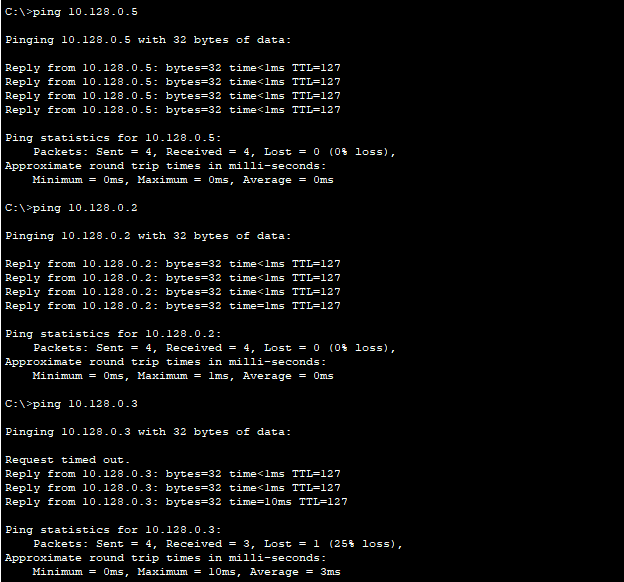 C:\>ping 10.128.0.5
Pinging 10.128.0.5 with 32 bytes of data:
Reply from 10.128.0.5: bytes=32 time<1ms TTL=127
Reply from 10.128.0.5: bytes=32 time<1ms TTL=127
Reply from 10.128.0.5: bytes=32 time<1ms TTL=127
Reply from 10.128.0.5: bytes=32 time<1ms TTL=127
Ping statistics for 10.128.0.5:
    Packets: Sent = 4, Received = 4, Lost = 0 (0% loss),
Approximate round trip times in milli-seconds:
    Minimum = 0ms, Maximum = 0ms, Average = 0ms
C:\>ping 10.128.0.2
Pinging 10.128.0.2 with 32 bytes of data:
Reply from 10.128.0.2: bytes=32 time<1ms TTL=127
Reply from 10.128.0.2: bytes=32 time<1ms TTL=127
Reply from 10.128.0.2: bytes=32 time<1ms TTL=127
Reply from 10.128.0.2: bytes=32 time=1ms TTL=127
Ping statistics for 10.128.0.2:
    Packets: Sent = 4, Received = 4, Lost = 0 (0% loss),
Approximate round trip times in milli-seconds:
    Minimum = 0ms, Maximum = 1ms, Average = 0ms
C:\>ping 10.128.0.3
Pinging 10.128.0.3 with 32 bytes of data:
Request timed out.
Reply from 10.128.0.3: bytes=32 time<1ms TTL=127
Reply from 10.128.0.3: bytes=32 time<1ms TTL=127
Reply from 10.128.0.3: bytes=32 time=10ms TTL=127
Ping statistics for 10.128.0.3:
    Packets: Sent = 4, Received = 3, Lost = 1 (25% loss),
Approximate round trip times in milli-seconds:
    Minimum = 0ms, Maximum = 10ms, Average = 3ms